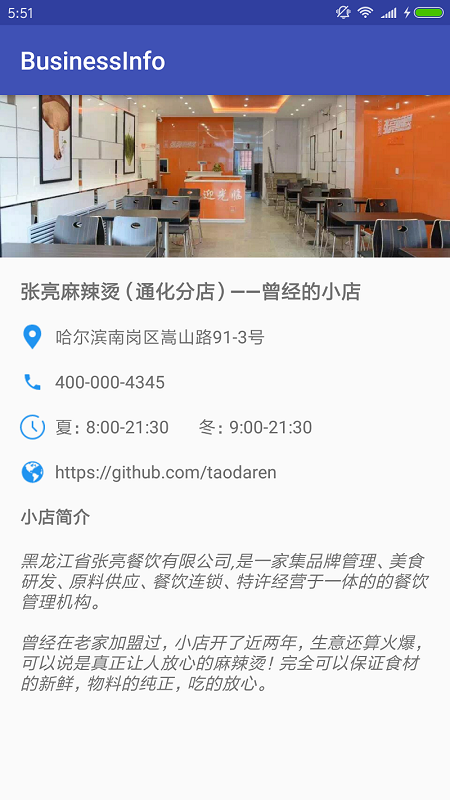 5:51
BusinessInfo
张亮麻辣烫（通化分店）——曾经的小店
哈尔滨南岗区嵩山路91-3号
400-000-4345
夏: 8:00-21:30 冬: 9:00-21:30
https://github.com/taodaren
小店简介
黑龙江省张亮餐饮有限公司,是一家集品牌管理、美食
研发、原料供应、餐饮连锁、特许经营于一体的的餐饮
管理机构。
曾经在老家加盟过，小店开了近两年，生意还算火爆，
可以说是真正让人放心的麻辣烫！完全可以保证食材
的新鲜，物料的纯正，吃的放心。